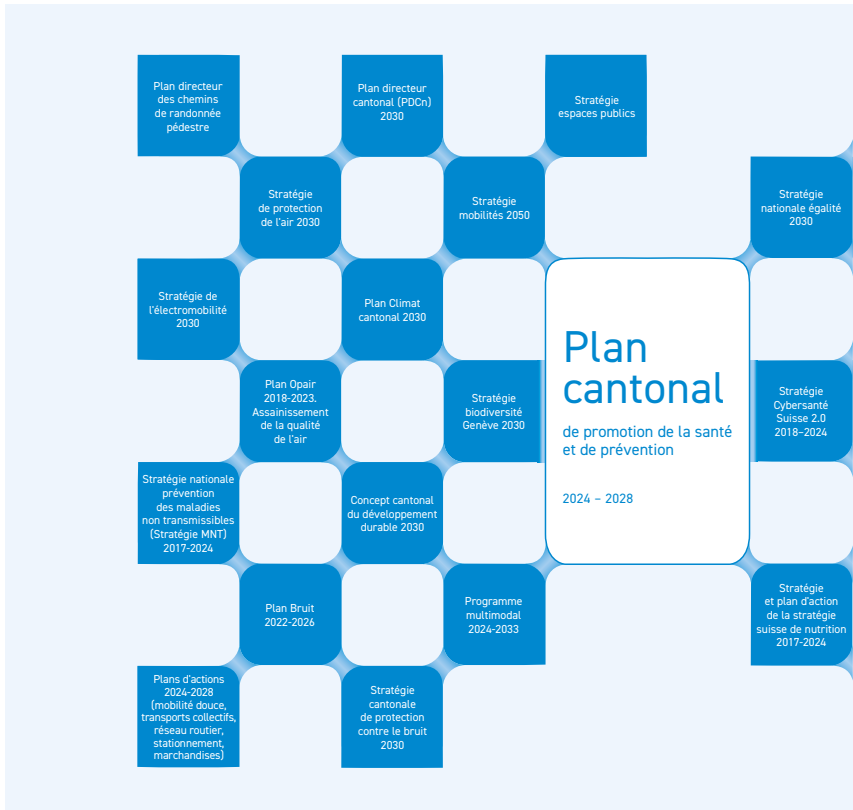 Plan directeur
des chemins
de randonnée
pédestre
Plan directeur
cantonal (PDCn)
2030
Stratégie
espaces publics
Stratégie
de protection
de l'air 2030
Stratégie
mobilités 2050
Stratégie
nationale égalité
2030
Stratégie de
l'électromobilité
2030
Plan Climat
cantonal 2030
Plan
cantonal
de promotion de la santé
et de prévention
2024 – 2028
Plan Opair
2018-2023.
Assainissement
de la qualité
de l'air
Stratégie
biodiversité
Genève 2030
Stratégie
Cybersanté
Suisse 2.0
2018–2024
Stratégie nationale
prévention
des maladies
non transmissibles
(Stratégie MNT)
2017-2024
Concept cantonal
du développement
durable 2030
Plan Bruit
2022-2026
Programme
multimodal
2024-2033
Stratégie
et plan d'action
de la stratégie
suisse de nutrition
2017-2024
Plans d'actions
2024-2028
(mobilité douce,
transports collectifs,
réseau routier,
stationnement,
marchandises)
Stratégie
cantonale
de protection
contre le bruit
2030